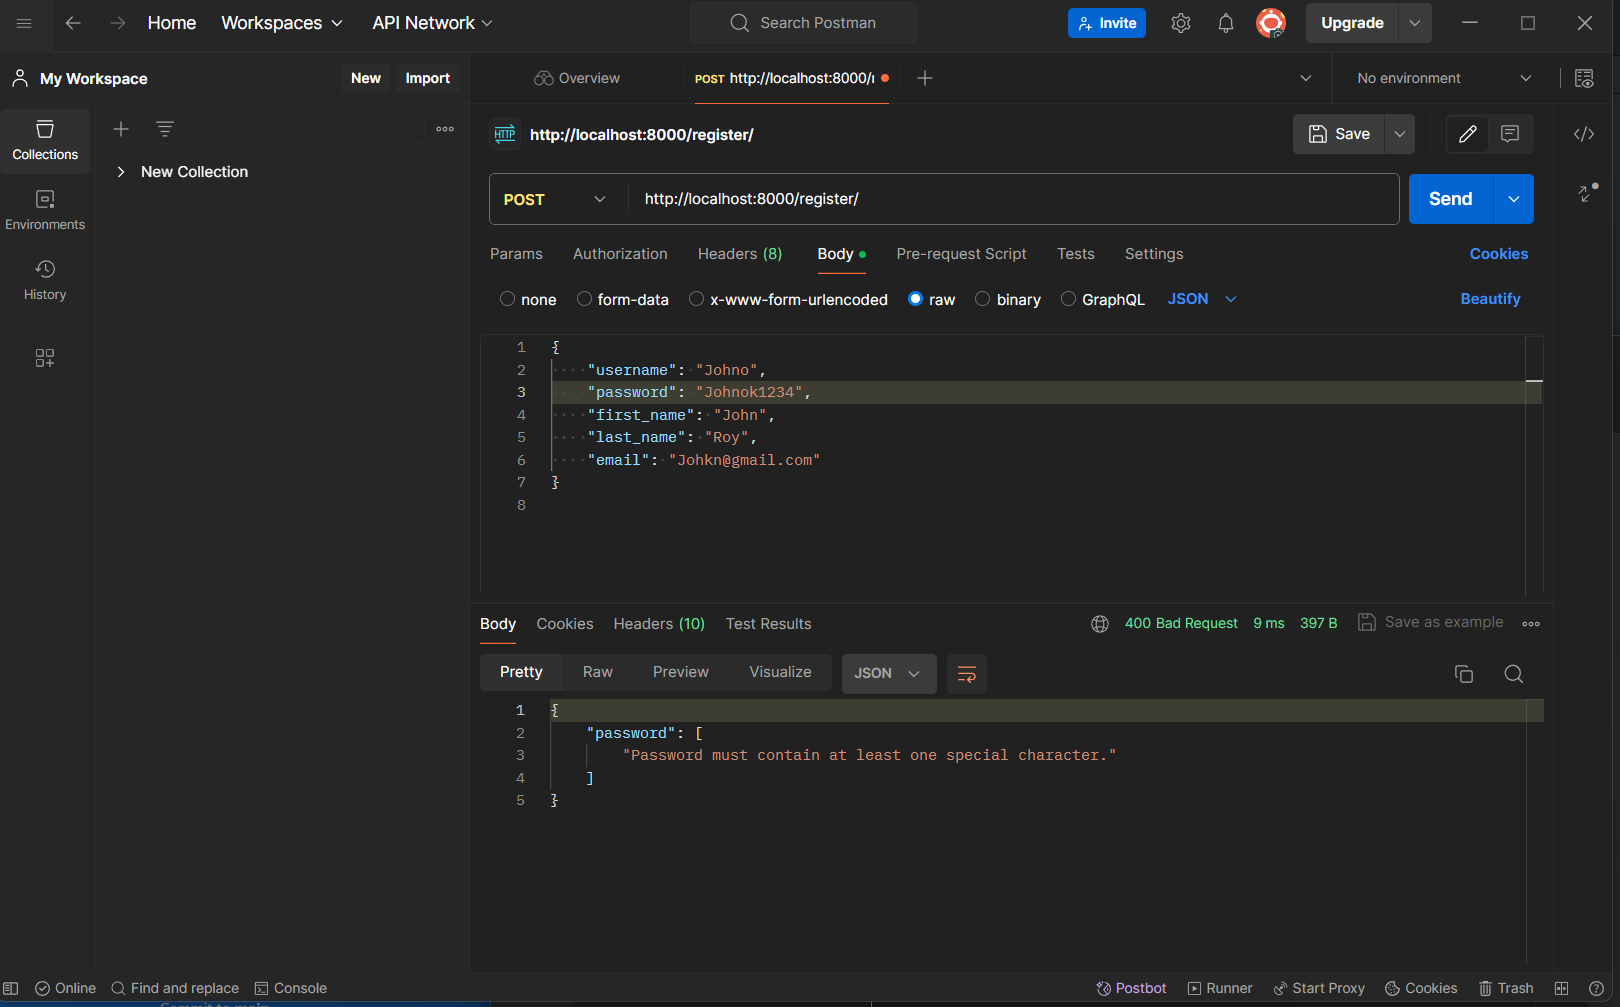 Home Workspaces API Network Search Postman Invite Upgrade
My Workspace New Import Overview POST http://localhost:8000/ No environment
Collections
New Collection
Environments
History
HTTP http://localhost:8000/register/ Save
POST http://localhost:8000/register/ Send
Params Authorization Headers (8) Body Pre-request Script Tests Settings Cookies
none form-data x-www-form-urlencoded raw binary GraphQL JSON Beautify
1 {
2 "username": "Johno",
3 "password": "Johnok1234",
4 "first_name": "John",
5 "last_name": "Roy",
6 "email": "Johkn@gmail.com"
7 }
8
Body Cookies Headers (10) Test Results 400 Bad Request 9 ms 397 B Save as example
Pretty Raw Preview Visualize JSON
1 {
2 "password": [
3 "Password must contain at least one special character."
4 ]
5 }
Online Find and replace Console Postbot Runner Start Proxy Cookies Trash